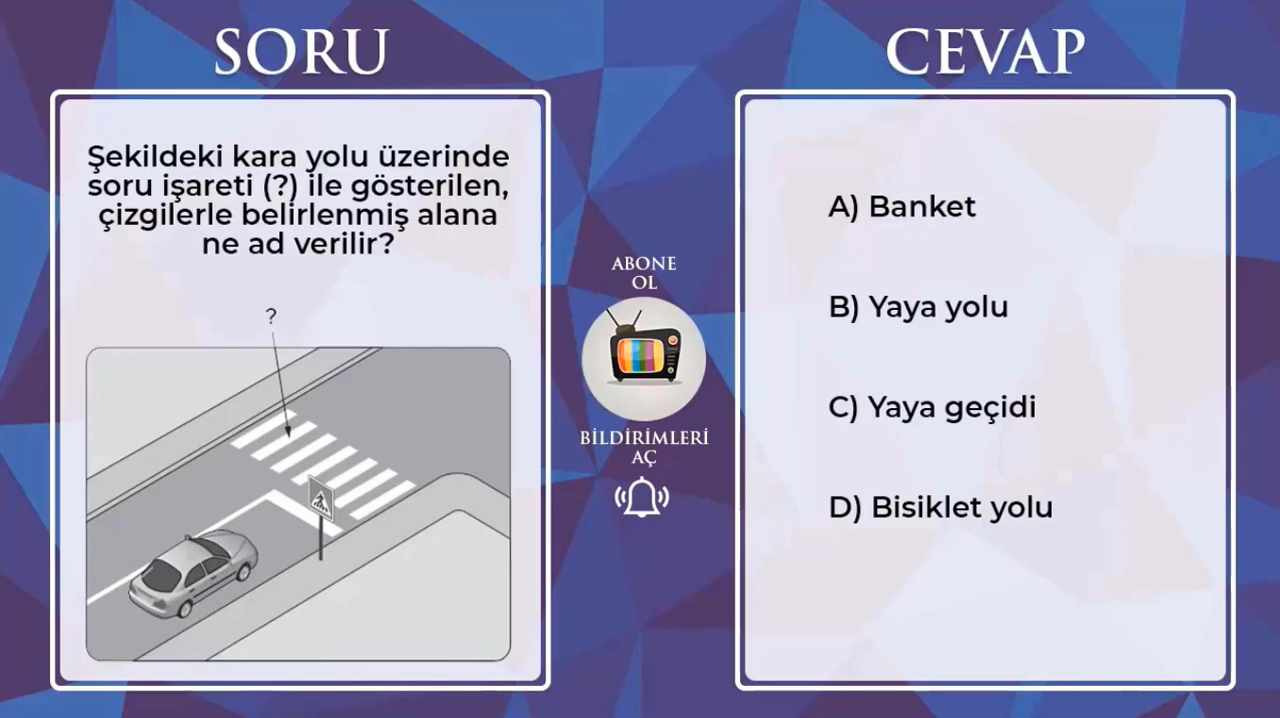 SORU
Şekildeki kara yolu üzerinde
soru işareti (?) ile gösterilen,
çizgilerle belirlenmiş alana
ne ad verilir?
?
ABONE
OL
BİLDİRİMLERİ
AÇ
CEVAP
A) Banket
B) Yaya yolu
C) Yaya geçidi
D) Bisiklet yolu